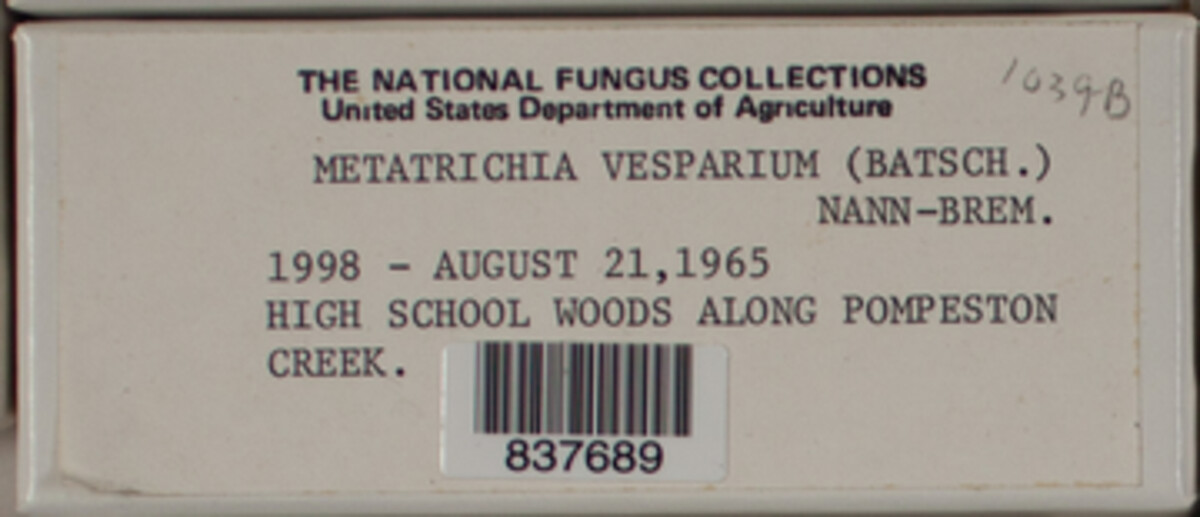 THE NATIONAL FUNGUS COLLECTIONS
United States Department of Agriculture
1039B
METATRICHIA VESPARIUM (BATSCH.)
NANN-BREM.
1998 - AUGUST 21,1965
HIGH SCHOOL WOODS ALONG POMPESTON
CREEK.
837689